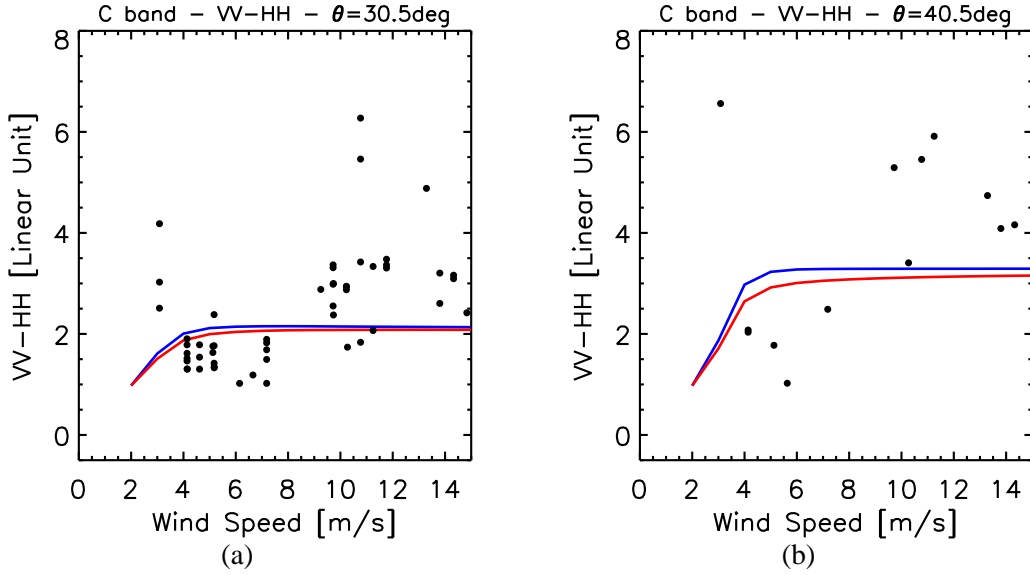 C band - VV-HH - θ=30.5deg
VV-HH [Linear Unit]
8
6
4
2
0
0 2 4 6 8 10 12 14
Wind Speed [m/s]
(a)
C band - VV-HH - θ=40.5deg
VV-HH [Linear Unit]
8
6
4
2
0
0 2 4 6 8 10 12 14
Wind Speed [m/s]
(b)